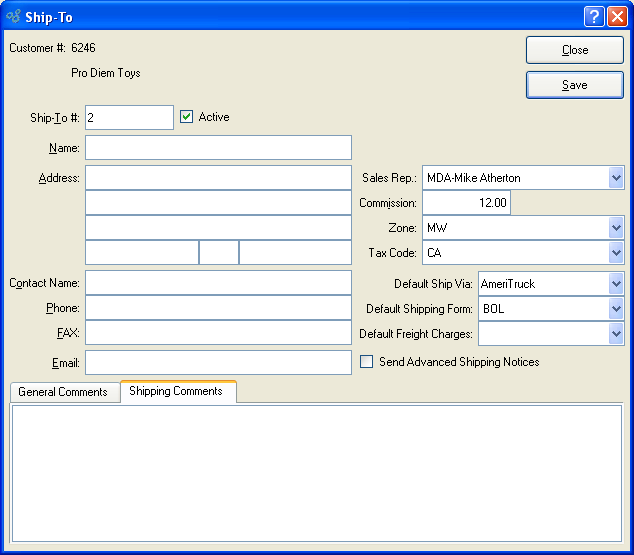 Ship-To
Customer #: 6246
Close
Pro Diem Toys
Save
Ship-To #: 2 Active
Name:
Address:
Sales Rep.: MDA-Mike Atherton
Commission: 12.00
Zone: MW
Tax Code: CA
Contact Name:
Default Ship Via: AmeriTruck
Phone:
Default Shipping Form: BOL
FAX:
Default Freight Charges:
Email:
Send Advanced Shipping Notices
General Comments Shipping Comments